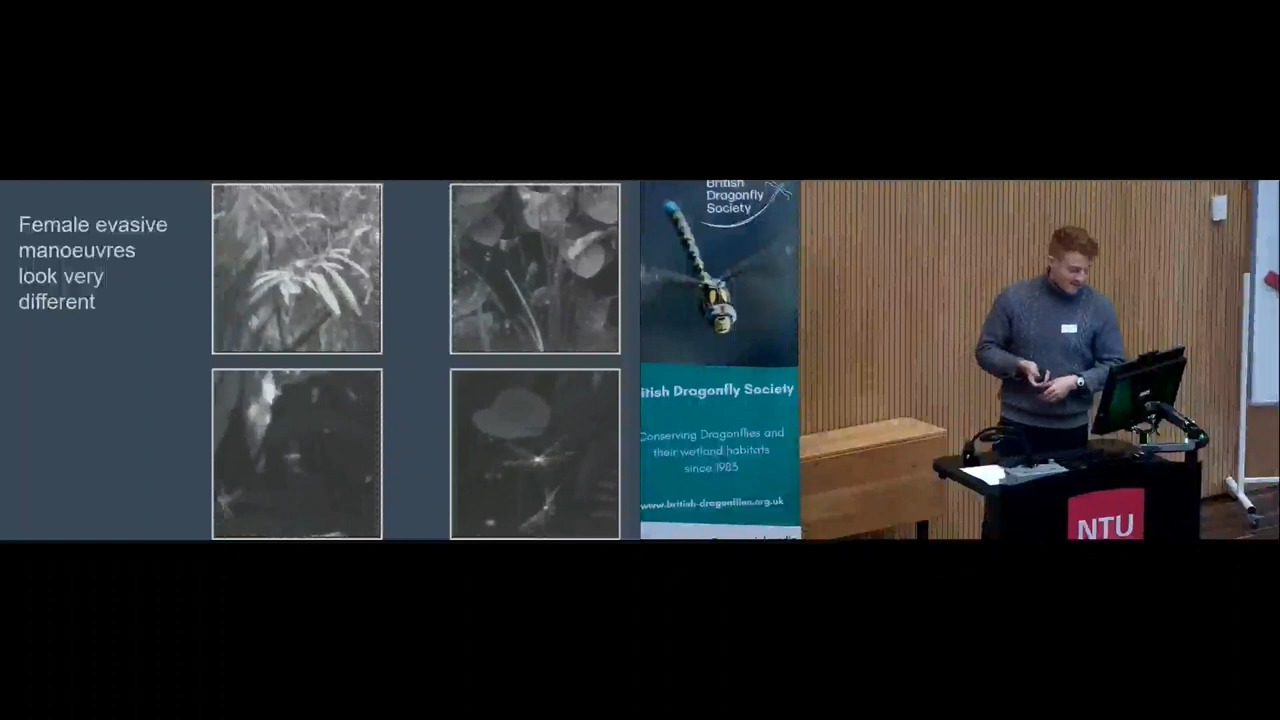 Female evasive
manoeuvres
look very
different
British
Dragonfly
Society
itish Dragonfly Society
Conserving Dragonflies and
their wetland habitats
since 1983
www.british-dragonflies.org.uk
NTU